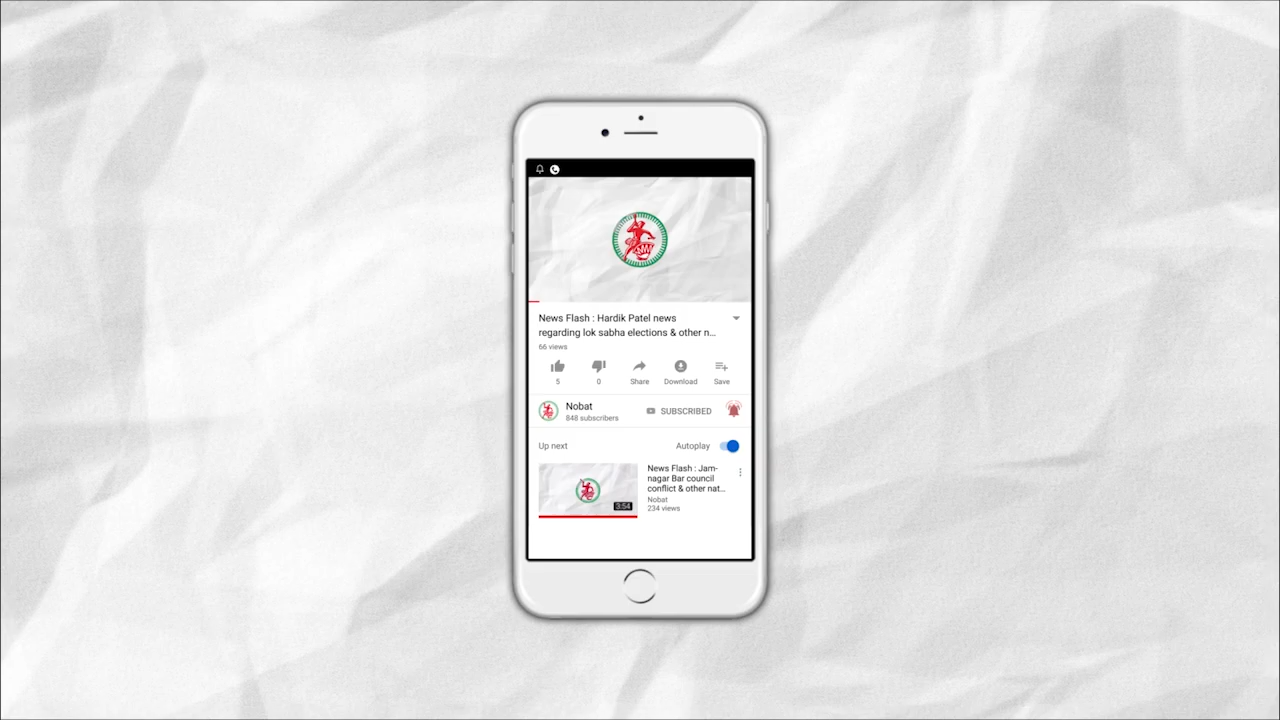 News Flash : Hardik Patel news
regarding lok sabha elections & other n...
66 views
5
0
Share
Download
Save
Nobat
848 subscribers
SUBSCRIBED
Up next
Autoplay
3:54
News Flash : Jam-
nagar Bar council
conflict & other nat...
Nobat
234 views